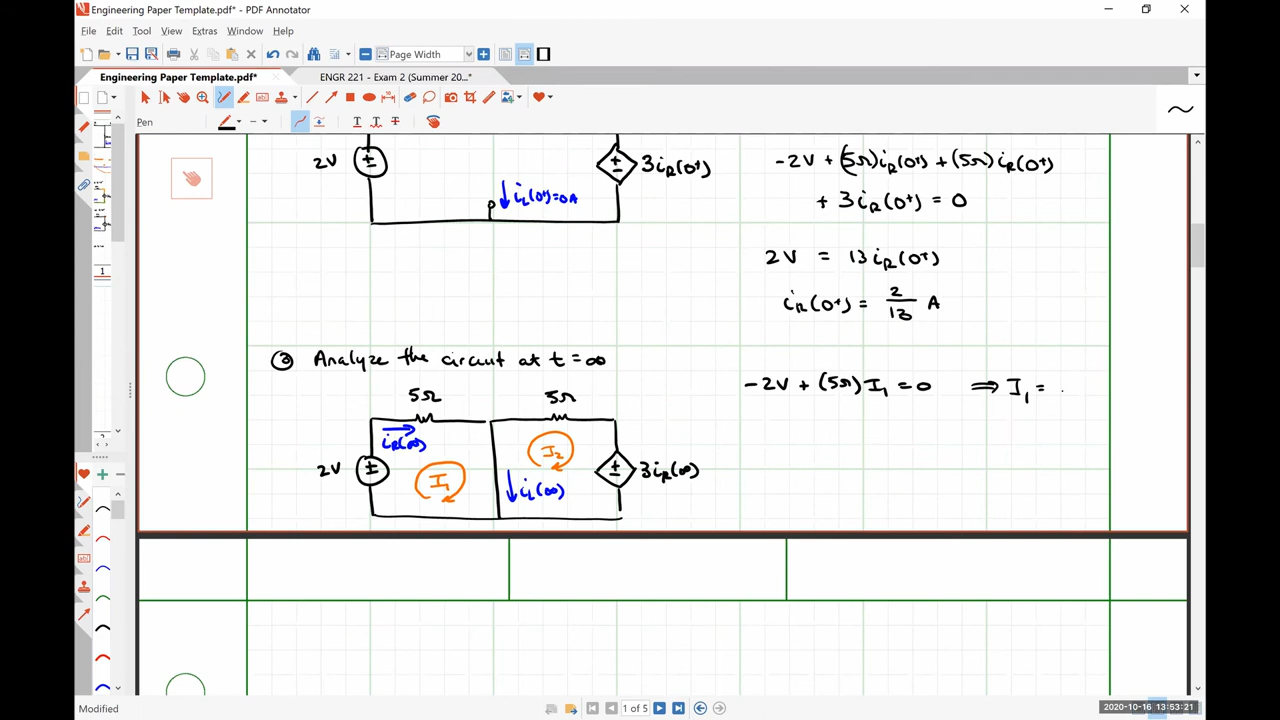 Engineering Paper Template.pdf* - PDF Annotator
File Edit Tool View Extras Window Help
Page Width
Engineering Paper Template.pdf*
ENGR 221 - Exam 2 (Summer 20...*
Pen
2V
3iR(0+)
iL(0+)=0A
-2V + (5Ω)iR(0+) + (5Ω)iR(0+)
+ 3iR(0+) = 0
2V = 13iR(0+)
iR(0+) = 2/13 A
③ Analyze the circuit at t=∞
5Ω
5Ω
iR(∞)
2V
I1
I2
iL(∞)
3iR(∞)
-2V + (5Ω)I1 = 0 ⇒ I1 = .
1
Modified
1 of 5
2020-10-16 13:53:21